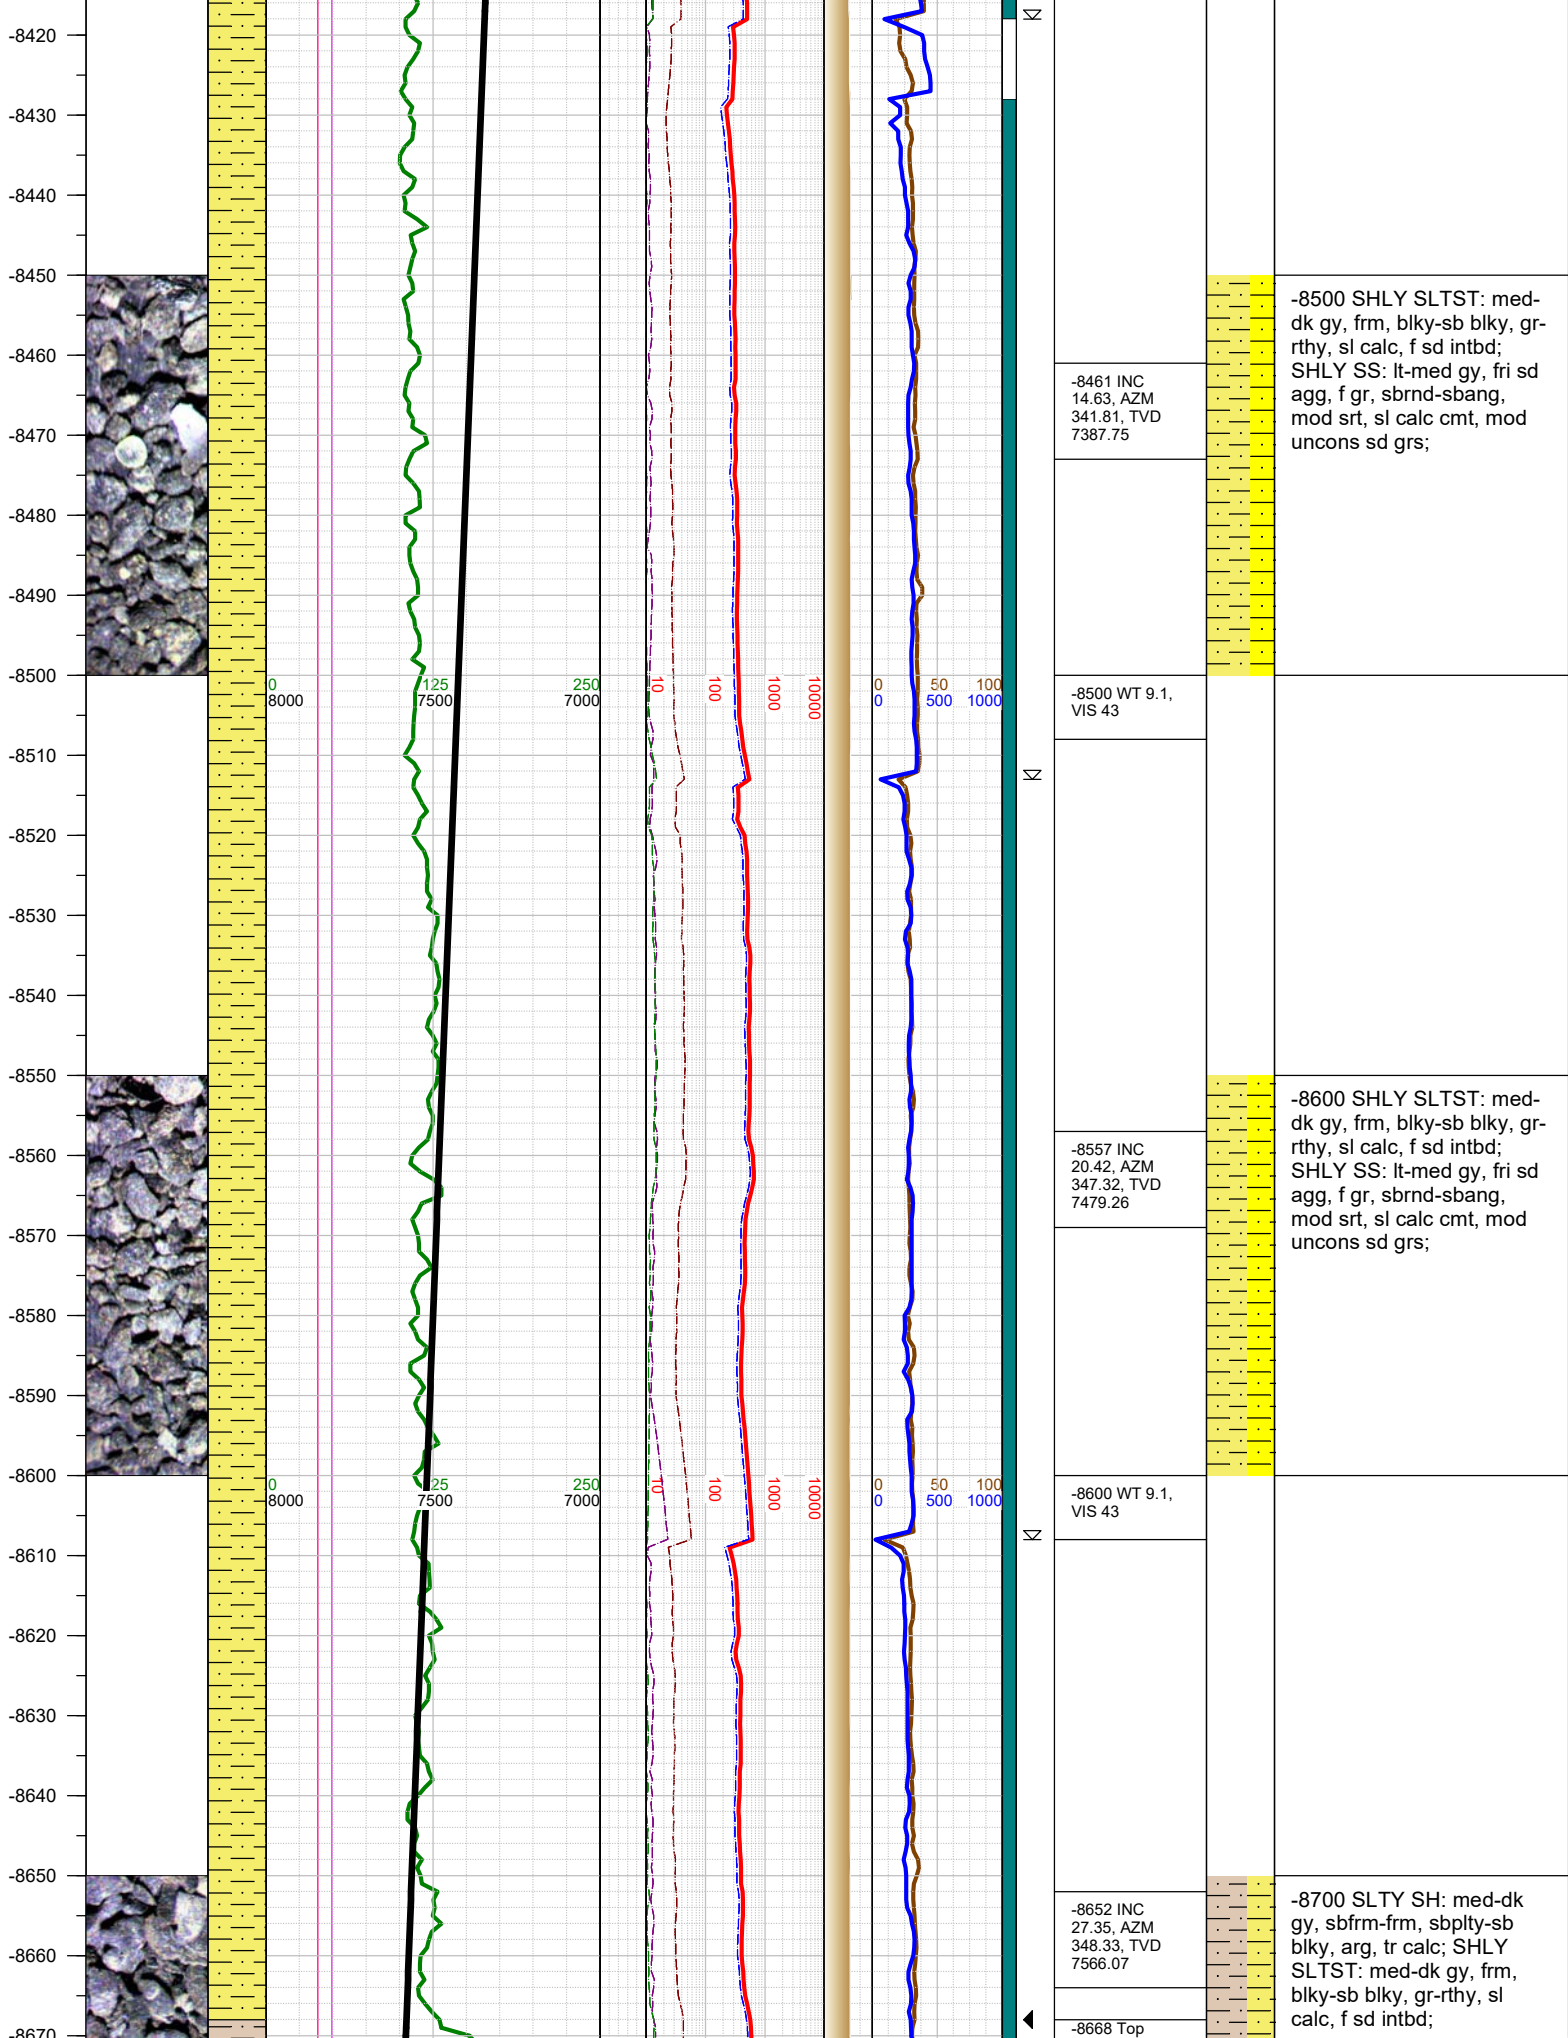 -8420
-8430
-8440
-8450
-8460
-8470
-8480
-8490
-8500
-8510
-8520
-8530
-8540
-8550
-8560
-8570
-8580
-8590
-8600
-8610
-8620
-8630
-8640
-8650
-8660
-8670
0 125 250
8000 7500 7000
10 100 1000 10000
0 50 100
0 500 1000
0 25 250
8000 7500 7000
10 100 1000 10000
0 50 100
0 500 1000
-8461 INC
14.63, AZM
341.81, TVD
7387.75
-8500 WT 9.1,
VIS 43
-8557 INC
20.42, AZM
347.32, TVD
7479.26
-8600 WT 9.1,
VIS 43
-8652 INC
27.35, AZM
348.33, TVD
7566.07
-8668 Top
-8500 SHLY SLTST: med-
dk gy, frm, blky-sb blky, gr-
rthy, sl calc, f sd intbd;
SHLY SS: lt-med gy, fri sd
agg, f gr, sbrnd-sbang,
mod srt, sl calc cmt, mod
uncons sd grs;
-8600 SHLY SLTST: med-
dk gy, frm, blky-sb blky, gr-
rthy, sl calc, f sd intbd;
SHLY SS: lt-med gy, fri sd
agg, f gr, sbrnd-sbang,
mod srt, sl calc cmt, mod
uncons sd grs;
-8700 SLTY SH: med-dk
gy, sbfrm-frm, sbplty-sb
blky, arg, tr calc; SHLY
SLTST: med-dk gy, frm,
blky-sb blky, gr-rthy, sl
calc, f sd intbd;